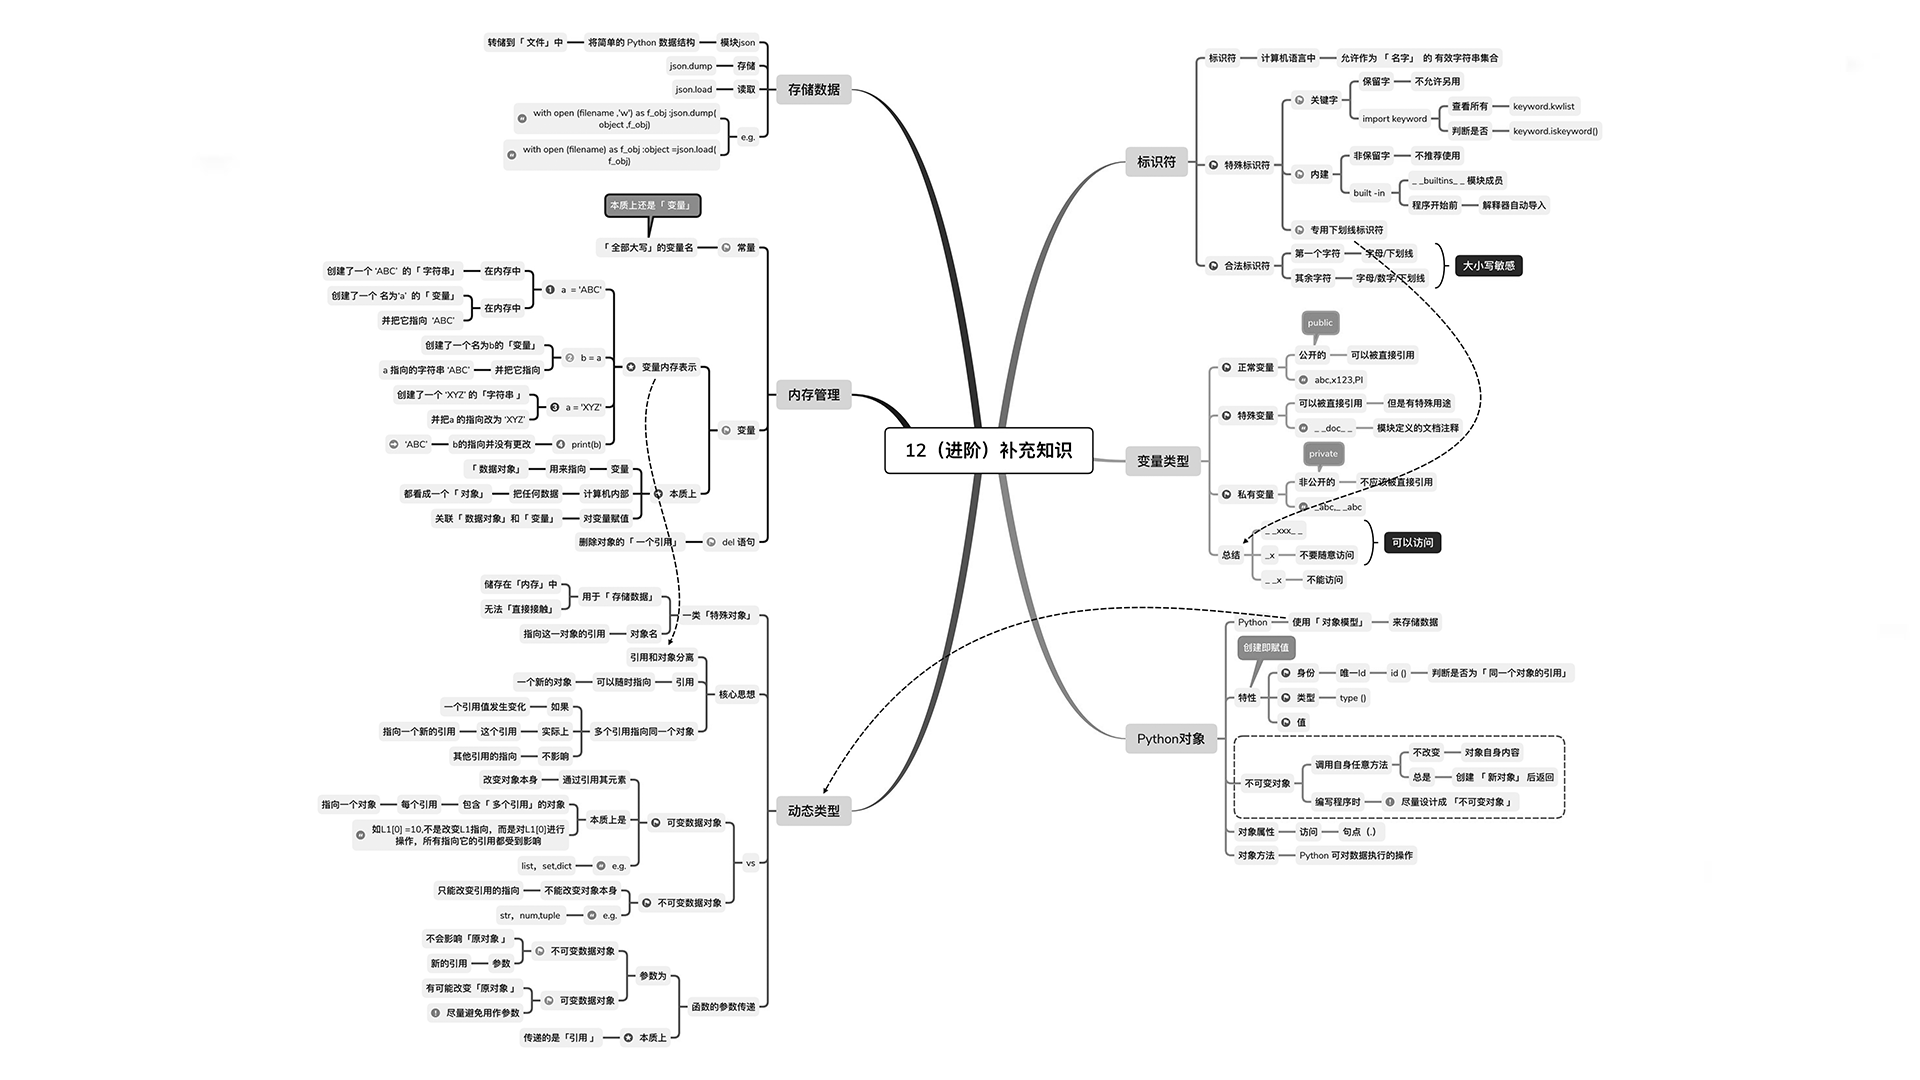 12（进阶）补充知识
标识符
标识符
计算机语言中
允许作为 「 名字」 的 有效字符串集合
特殊标识符
关键字
保留字
不允许另用
import keyword
查看所有
keyword.kwlist
判断是否
keyword.iskeyword()
内建
非保留字
不推荐使用
built -in
_ _builtins_ _ 模块成员
程序开始前
解释器自动导入
专用下划线标识符
合法标识符
第一个字符
字母/下划线
其余字符
字母/数字/下划线
大小写敏感
变量类型
正常变量
public
公开的
可以被直接引用
abc,x123,PI
特殊变量
可以被直接引用
但是有特殊用途
_ _doc_ _
模块定义的文档注释
私有变量
private
非公开的
不应该被直接引用
_abc,_ _abc
总结
_ _xxx_ _
_x
不要随意访问
可以访问
_ _x
不能访问
Python对象
Python
使用「 对象模型」
来存储数据
创建即赋值
特性
身份
唯一Id
id ()
判断是否为「 同一个对象的引用」
类型
type ()
值
不可变对象
调用自身任意方法
不改变
对象自身内容
总是
创建 「 新对象」 后返回
编写程序时
尽量设计成 「不可变对象 」
对象属性
访问
句点（.）
对象方法
Python 可对数据执行的操作
存储数据
模块json
将简单的 Python 数据结构
转储到「 文件」中
存储
json.dump
读取
json.load
e.g.
with open (filename ,'w') as f_obj :json.dump(
object ,f_obj)
with open (filename) as f_obj :object =json.load(
f_obj)
内存管理
常量
「 全部大写」的变量名
本质上还是「 变量」
变量
变量内存表示
1 a = 'ABC'
在内存中
创建了一个 'ABC' 的「 字符串」
在内存中
创建了一个 名为'a' 的「 变量」
并把它指向 'ABC'
2 b = a
创建了一个名为b的「变量」
并把它指向
a 指向的字符串 'ABC'
3 a = 'XYZ'
创建了一个 'XYZ' 的「字符串 」
并把a 的指向改为 'XYZ'
4 print(b)
b的指向并没有更改
'ABC'
本质上
变量
用来指向
「 数据对象」
计算机内部
把任何数据
都看成一个「 对象」
对变量赋值
关联「 数据对象」和「 变量」
del 语句
删除对象的「 一个引用」
动态类型
一类「特殊对象」
用于「 存储数据」
储存在「内存」中
无法「直接接触」
对象名
指向这一对象的引用
核心思想
引用和对象分离
引用
可以随时指向
一个新的对象
多个引用指向同一个对象
如果
一个引用值发生变化
实际上
这个引用
指向一个新的引用
不影响
其他引用的指向
vs
可变数据对象
通过引用其元素
改变对象本身
本质上是
包含「 多个引用」的对象
每个引用
指向一个对象
如L1[0] =10,不是改变L1指向，而是对L1[0]进行
操作，所有指向它的引用都受到影响
e.g.
list，set,dict
不可变数据对象
不能改变对象本身
只能改变引用的指向
e.g.
str，num,tuple
函数的参数传递
参数为
不可变数据对象
不会影响「原对象 」
参数
新的引用
可变数据对象
有可能改变「原对象 」
尽量避免用作参数
本质上
传递的是「引用 」